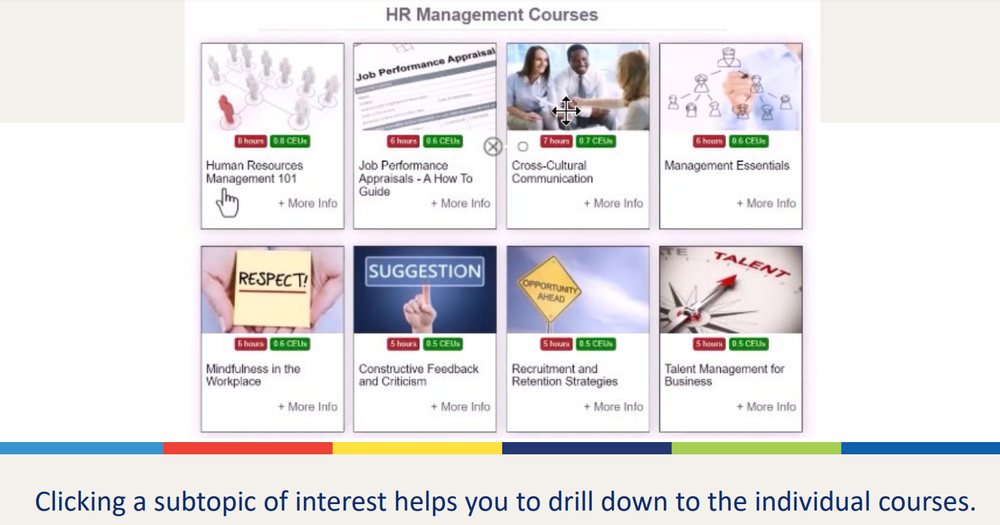 HR Management Courses
Job Performance Appraisal
8 hours 0.8 CEUs
Human Resources
Management 101
+ More Info
6 hours 0.6 CEUs
Job Performance
Appraisals - A How To
Guide
+ More Info
7 hours 0.7 CEUs
Cross-Cultural
Communication
+ More Info
6 hours 0.6 CEUs
Management Essentials
+ More Info
RESPECT!
6 hours 0.6 CEUs
Mindfulness in the
Workplace
+ More Info
SUGGESTION
5 hours 0.5 CEUs
Constructive Feedback
and Criticism
+ More Info
OPPORTUNITY
AHEAD
5 hours 0.5 CEUs
Recruitment and
Retention Strategies
+ More Info
TALENT
5 hours 0.5 CEUs
Talent Management for
Business
+ More Info
Clicking a subtopic of interest helps you to drill down to the individual courses.